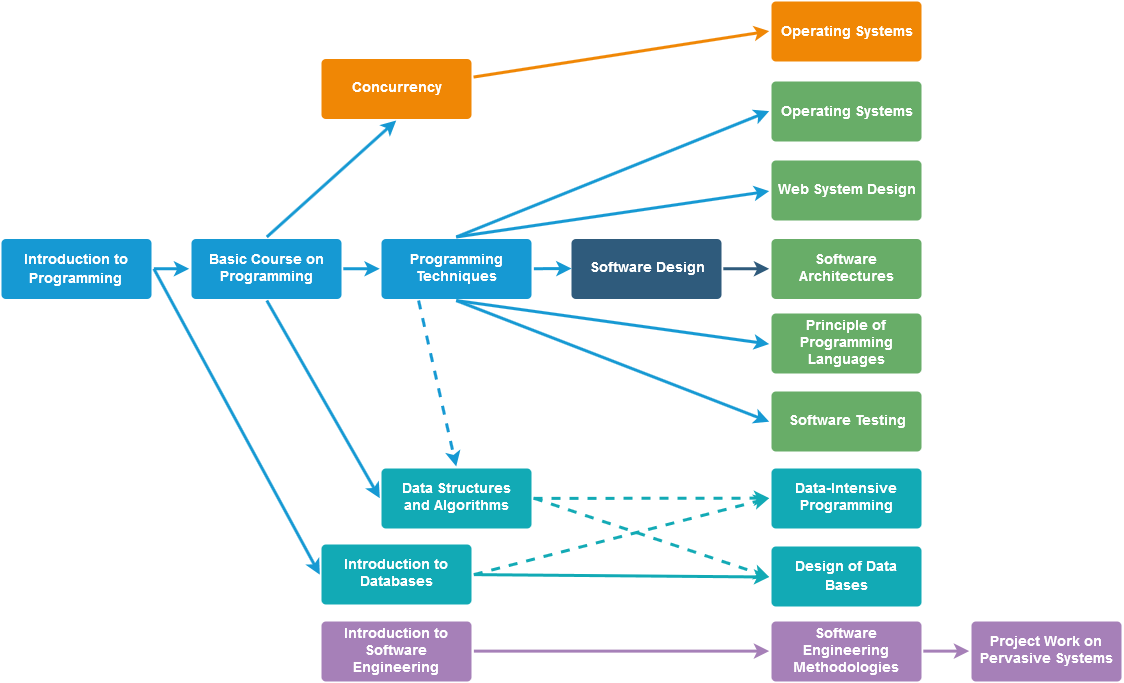 Operating Systems
Concurrency
Operating Systems
Web System Design
Introduction to
Programming
Basic Course on
Programming
Programming
Techniques
Software Design
Software
Architectures
Principle of
Programming
Languages
Software Testing
Data Structures
and Algorithms
Data-Intensive
Programming
Introduction to
Databases
Design of Data
Bases
Introduction to
Software
Engineering
Software
Engineering
Methodologies
Project Work on
Pervasive Systems